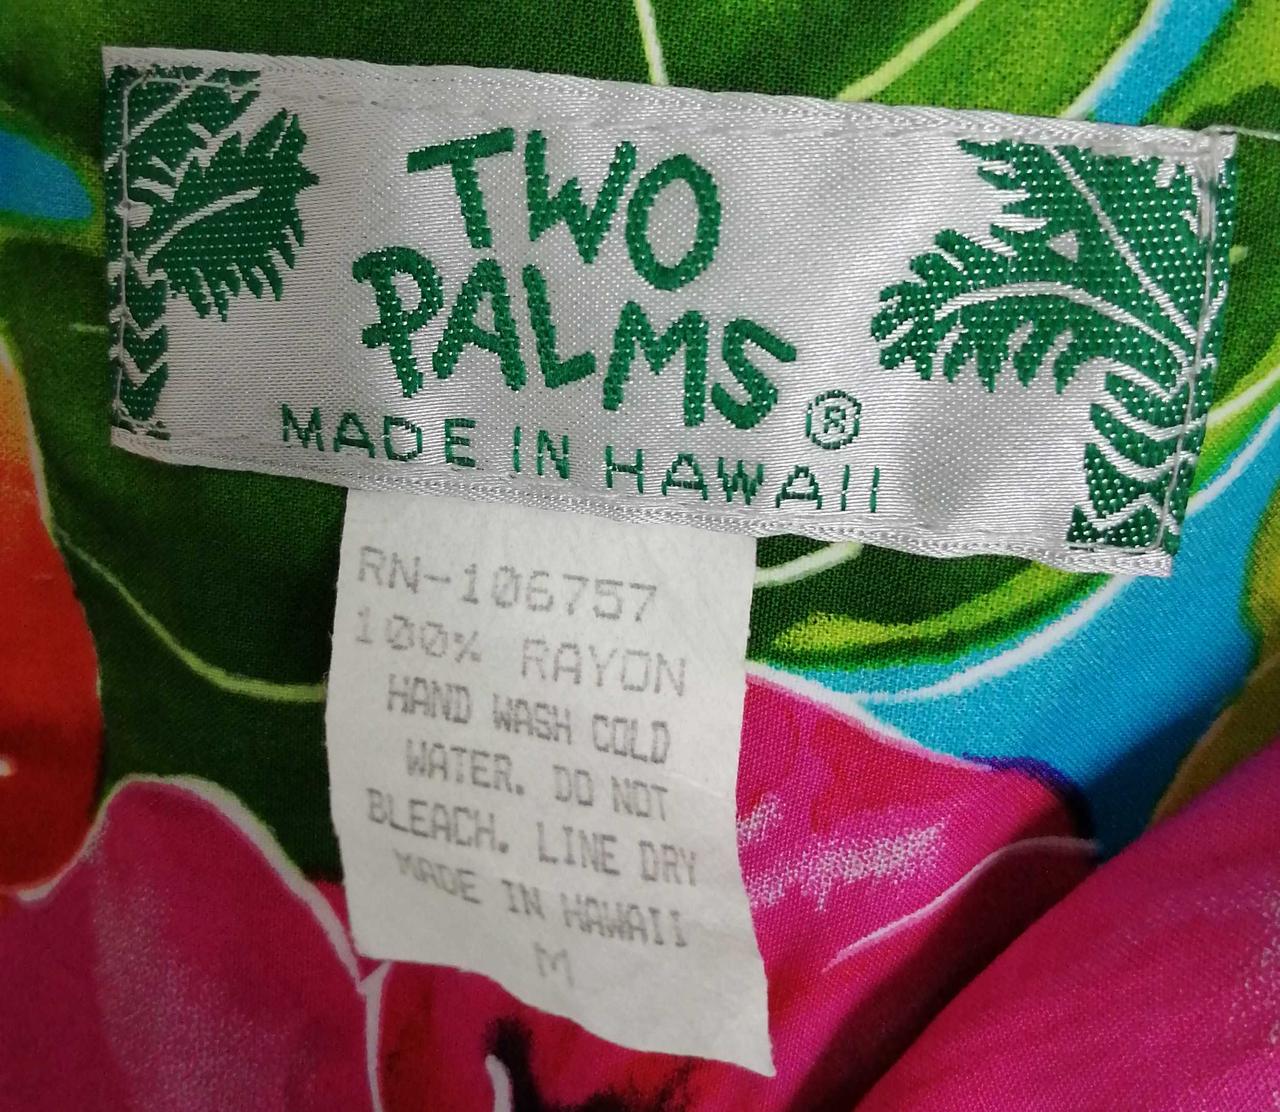 TWO
PALMS®
MADE IN HAWAII
RN-106757
100% RAYON
HAND WASH COLD
WATER. DO NOT
BLEACH. LINE DRY
MADE IN HAWAII
M